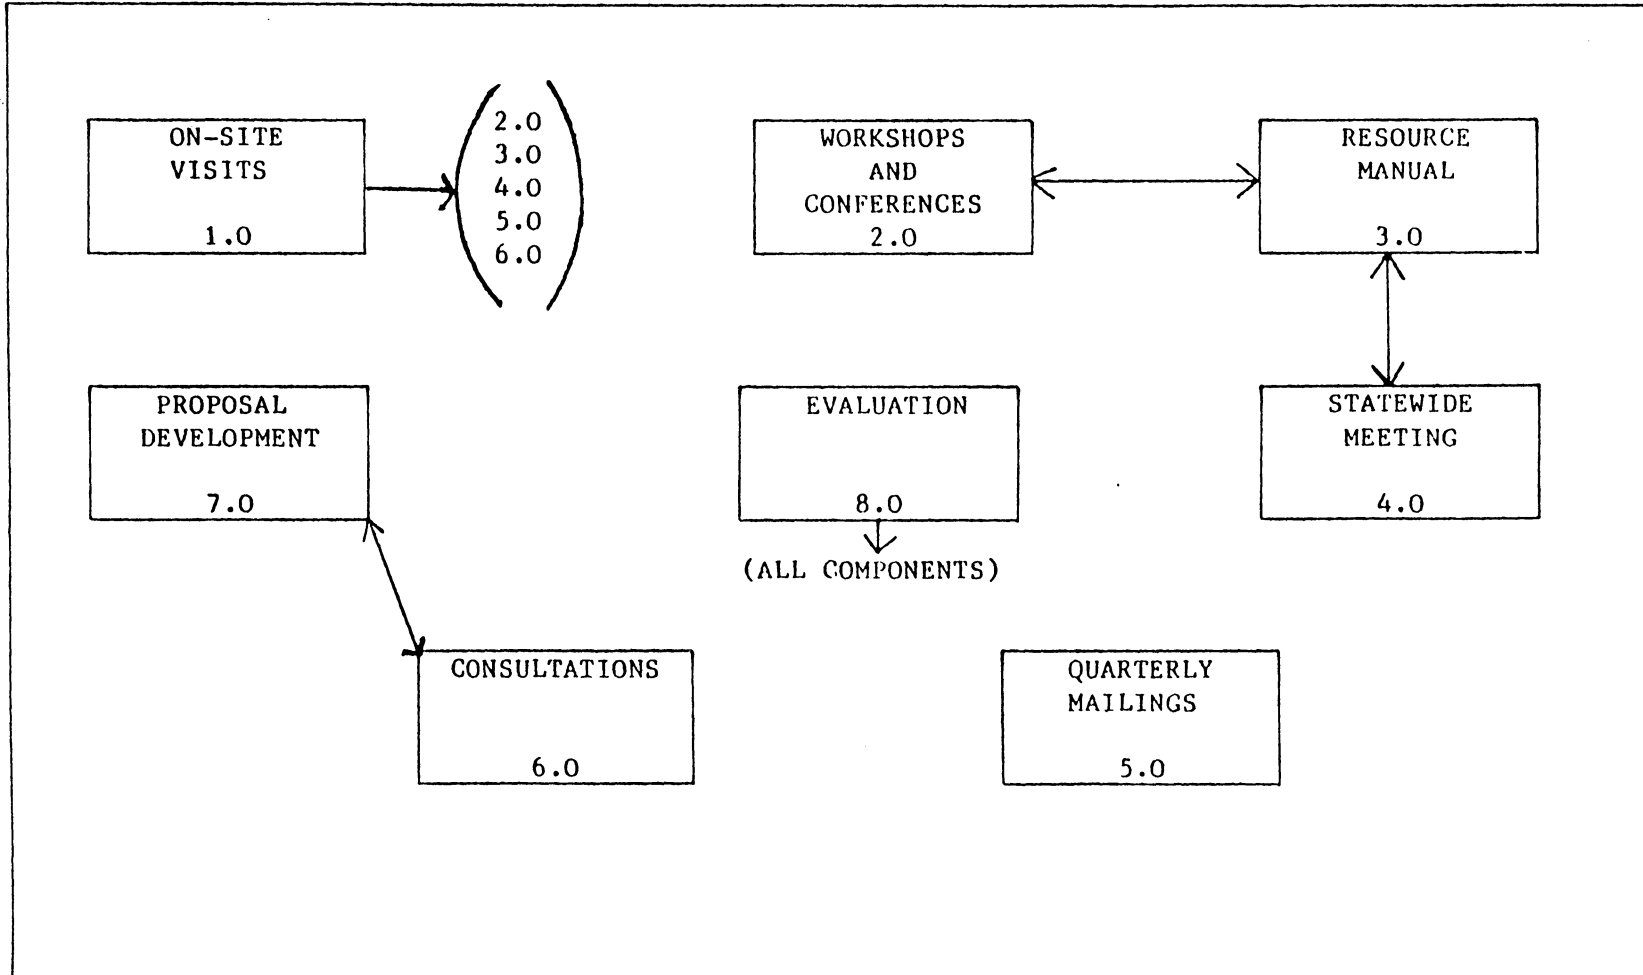 ON-SITE
VISITS
1.0
2.0
3.0
4.0
5.0
6.0
WORKSHOPS
AND
CONFERENCES
2.0
RESOURCE
MANUAL
3.0
PROPOSAL
DEVELOPMENT
7.0
EVALUATION
8.0
(ALL COMPONENTS)
STATEWIDE
MEETING
4.0
CONSULTATIONS
6.0
QUARTERLY
MAILINGS
5.0